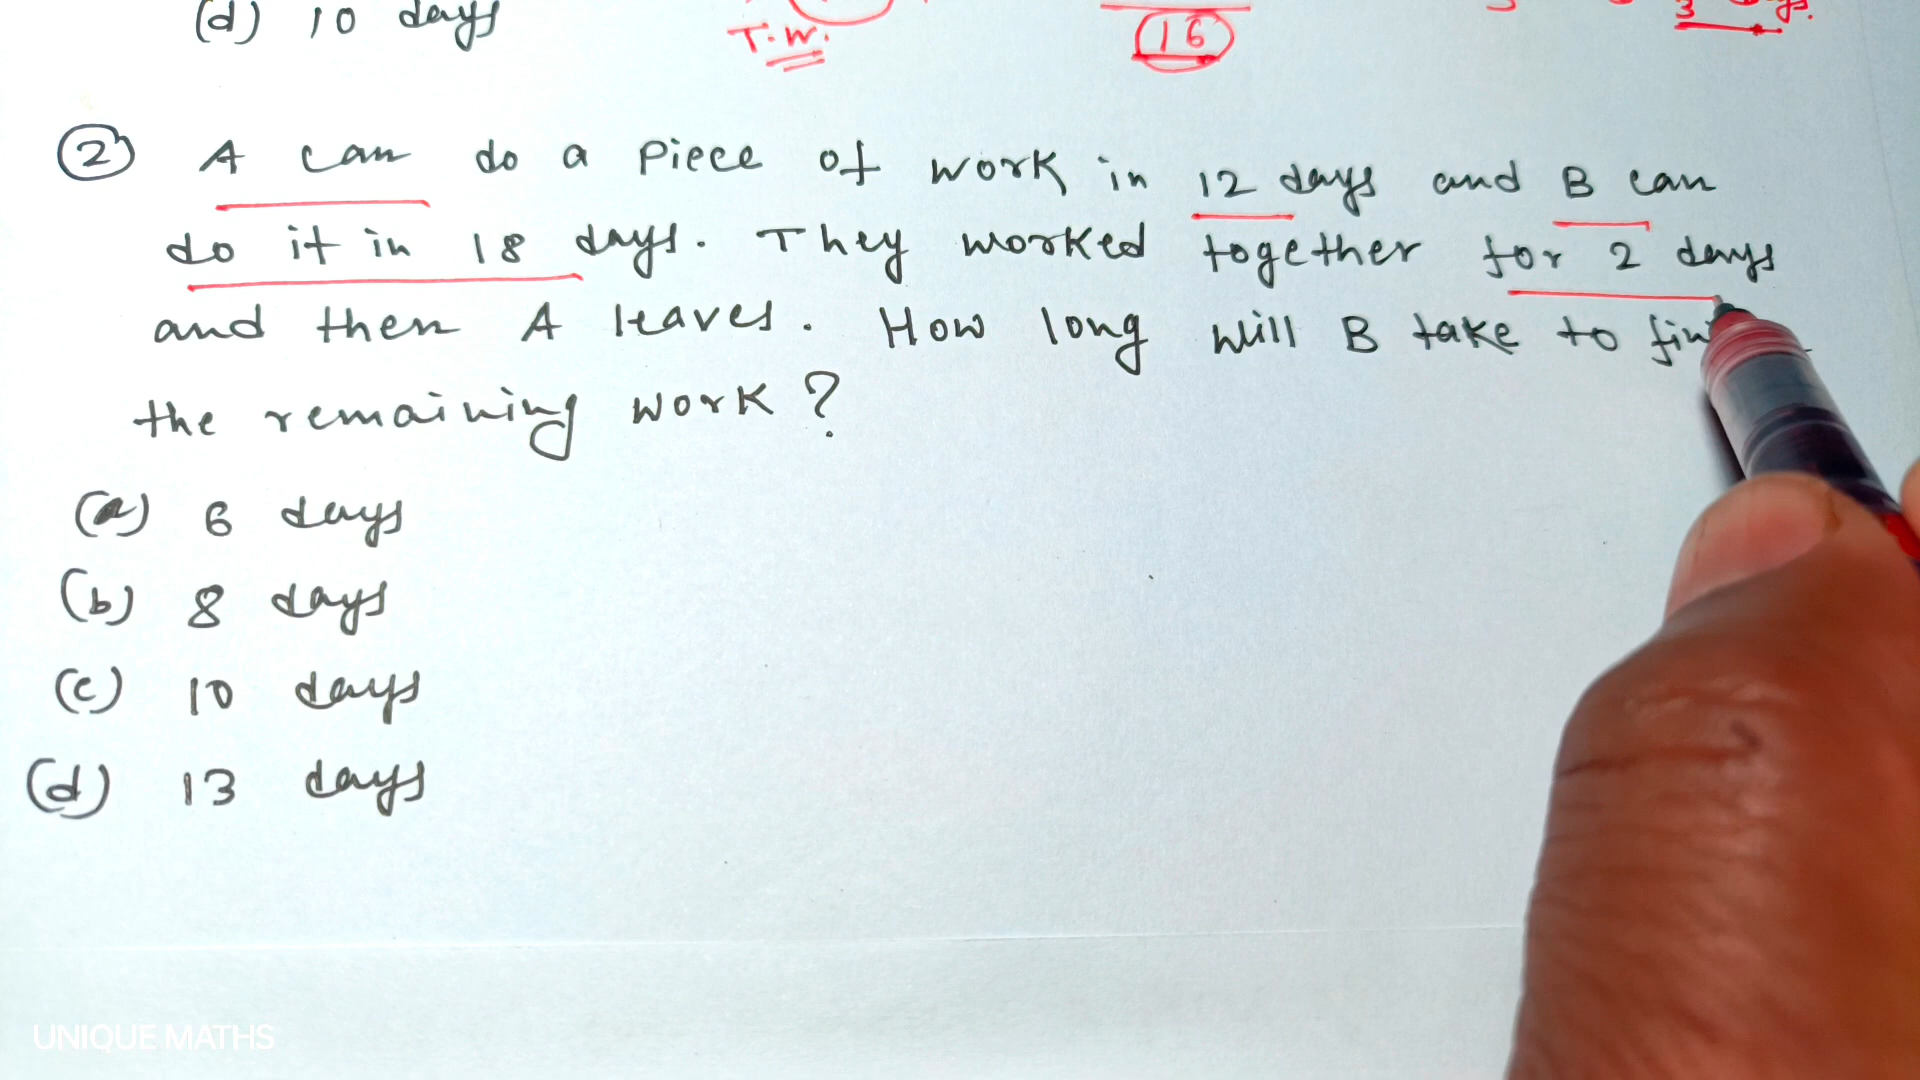 (d) 10 days
T.W.
16
3
② A can do a piece of work in 12 days and B can
do it in 18 days. They worked together for 2 days
and then A leaves. How long will B take to
the remaining work?
(a) 6 days
(b) 8 days
(c) 10 days
(d) 13 days
UNIQUE MATHS